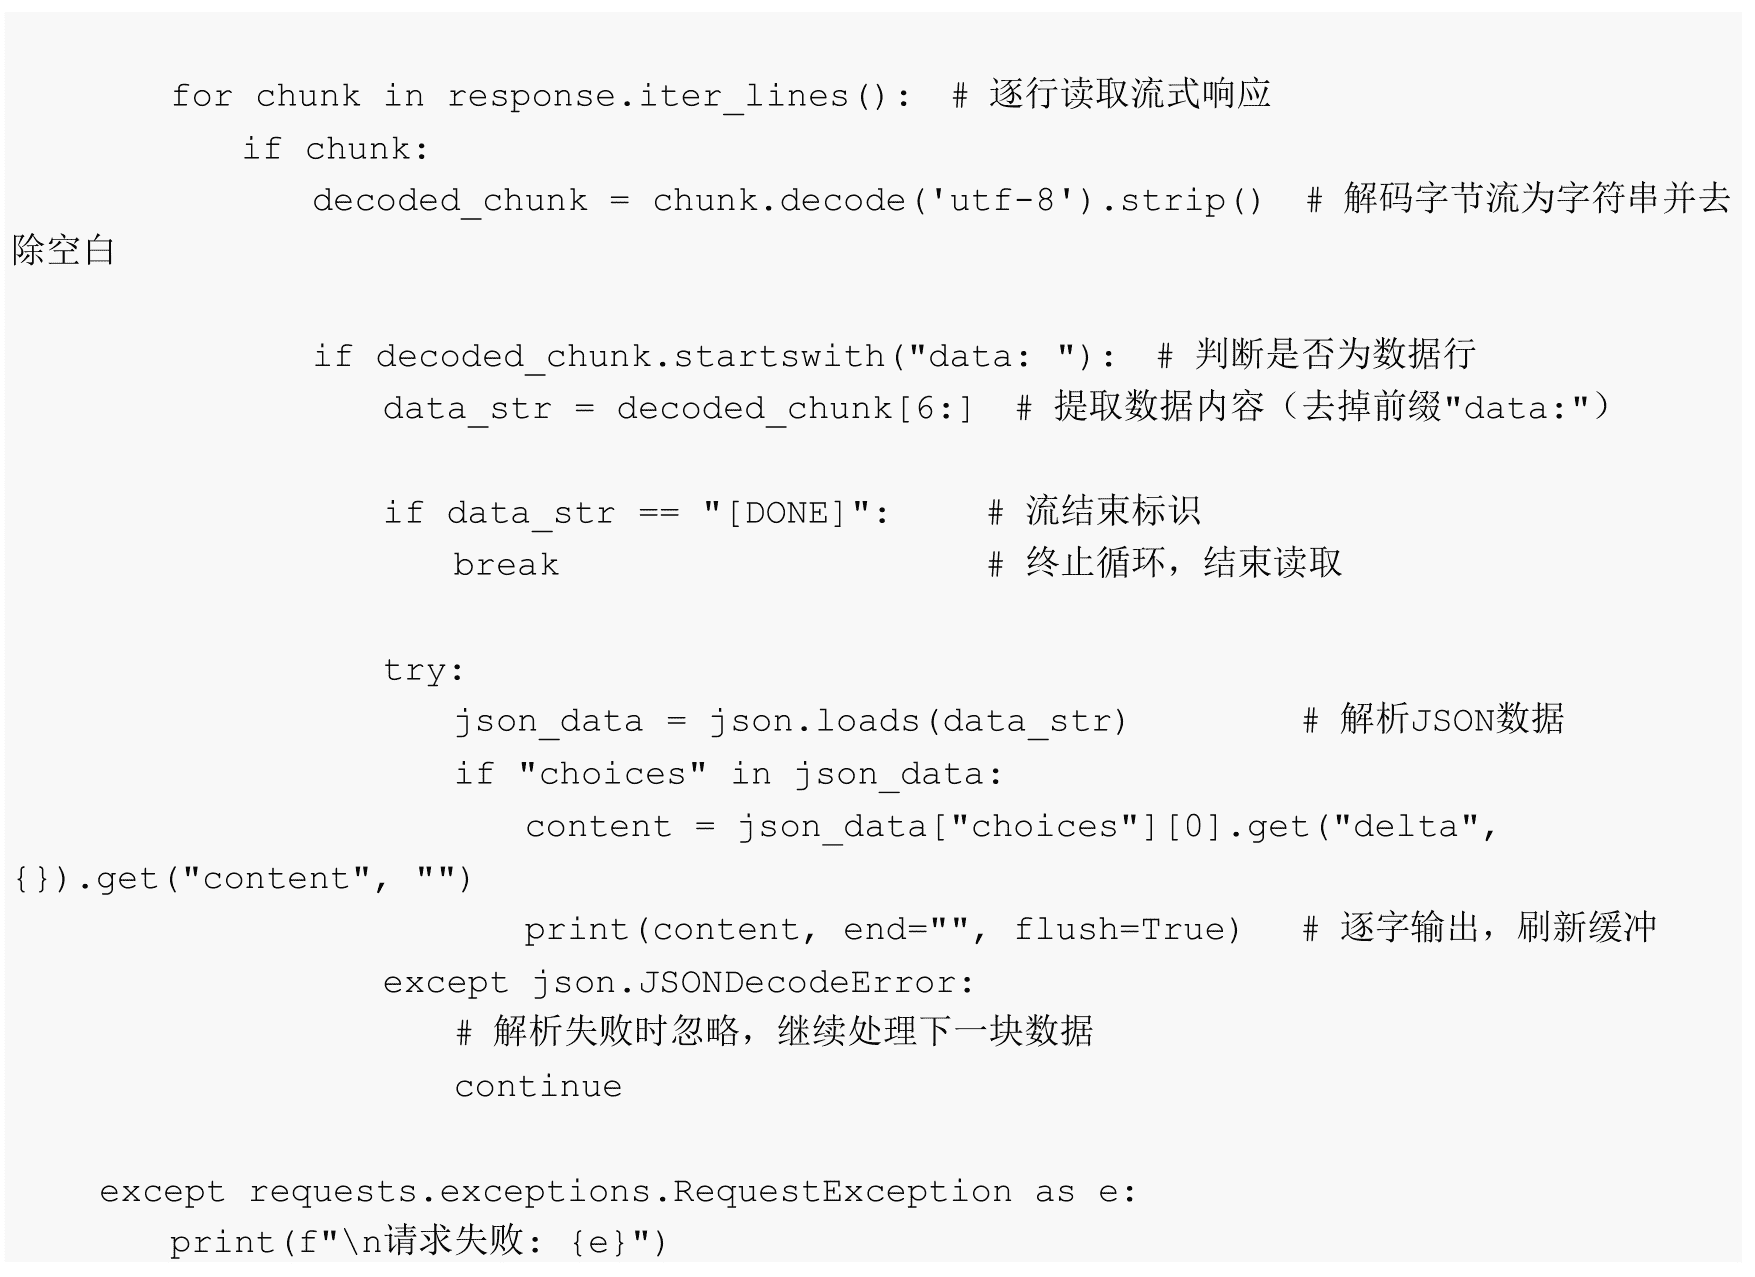 for chunk in response.iter_lines():  # 逐行读取流式响应
if chunk:
decoded_chunk = chunk.decode('utf-8').strip()  # 解码字节流为字符串并去
除空白
if decoded_chunk.startswith("data: "):  # 判断是否为数据行
data_str = decoded_chunk[6:]  # 提取数据内容（去掉前缀"data:"）
if data_str == "[DONE]":    # 流结束标识
break                  # 终止循环，结束读取
try:
json_data = json.loads(data_str)       # 解析JSON数据
if "choices" in json_data:
content = json_data["choices"][0].get("delta",
{}).get("content", "")
print(content, end="", flush=True)  # 逐字输出，刷新缓冲
except json.JSONDecodeError:
# 解析失败时忽略，继续处理下一块数据
continue
except requests.exceptions.RequestException as e:
print(f"\n请求失败: {e}")